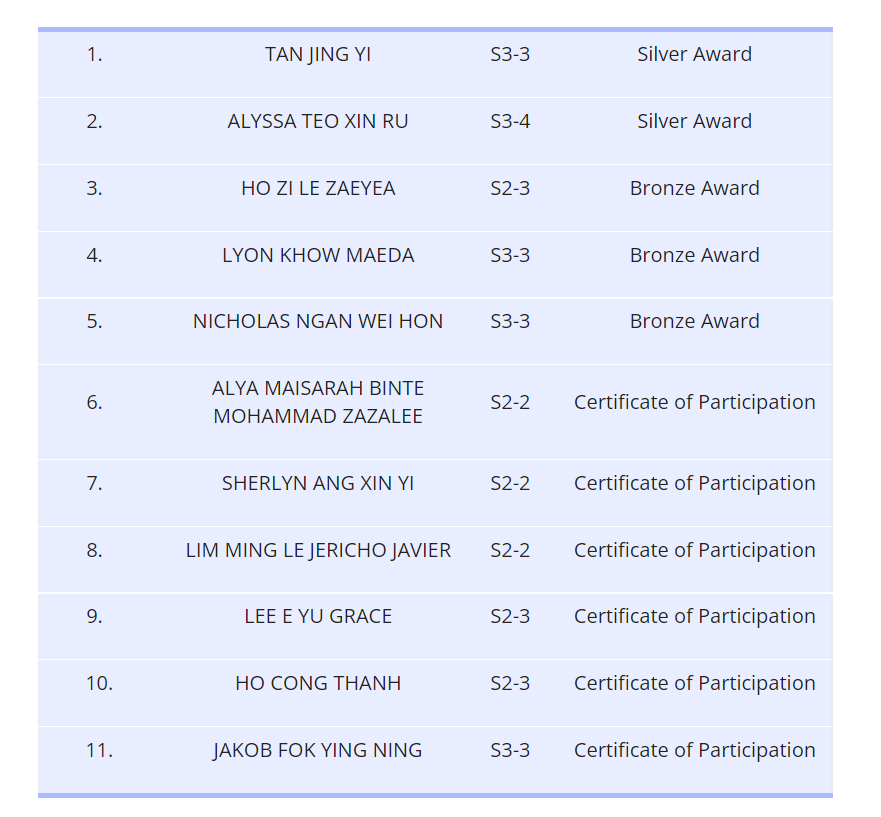 1. TAN JING YI S3-3 Silver Award
2. ALYSSA TEO XIN RU S3-4 Silver Award
3. HO ZI LE ZAEYEA S2-3 Bronze Award
4. LYON KHOW MAEDA S3-3 Bronze Award
5. NICHOLAS NGAN WEI HON S3-3 Bronze Award
6. ALYA MAISARAH BINTE
MOHAMMAD ZAZALEE S2-2 Certificate of Participation
7. SHERLYN ANG XIN YI S2-2 Certificate of Participation
8. LIM MING LE JERICHO JAVIER S2-2 Certificate of Participation
9. LEE E YU GRACE S2-3 Certificate of Participation
10. HO CONG THANH S2-3 Certificate of Participation
11. JAKOB FOK YING NING S3-3 Certificate of Participation